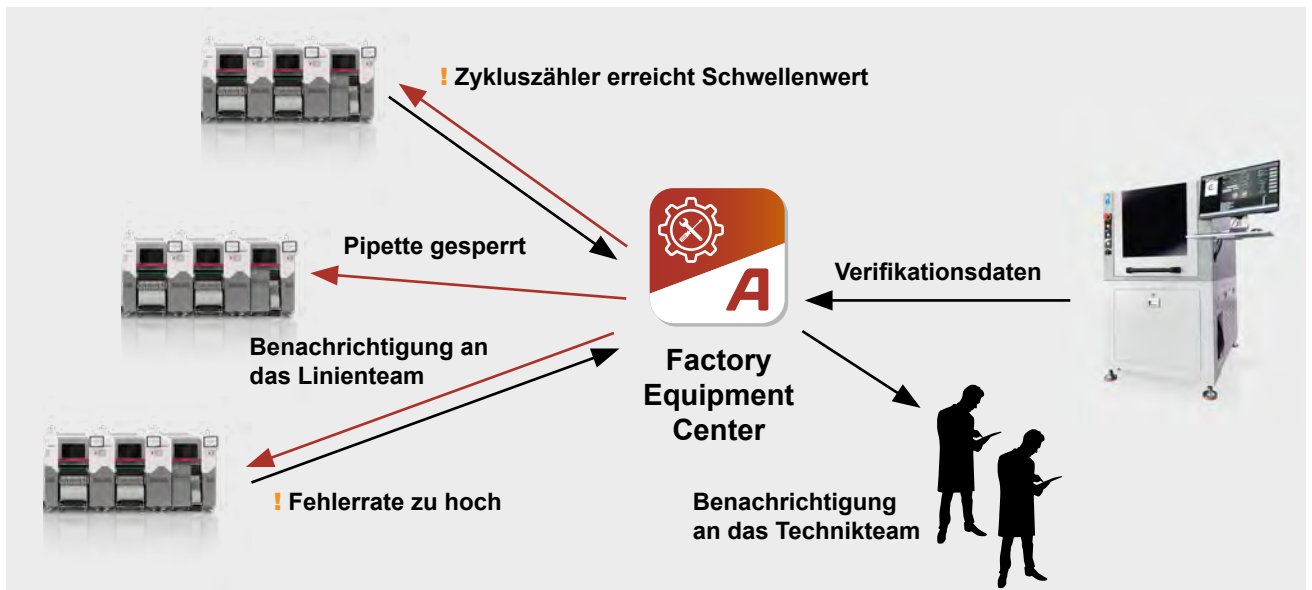 ! Zykluszähler erreicht Schwellenwert
Pipette gesperrt
Verifikationsdaten
Benachrichtigung an
das Linienteam
A
Factory
Equipment
Center
! Fehlerrate zu hoch
Benachrichtigung
an das Technikteam